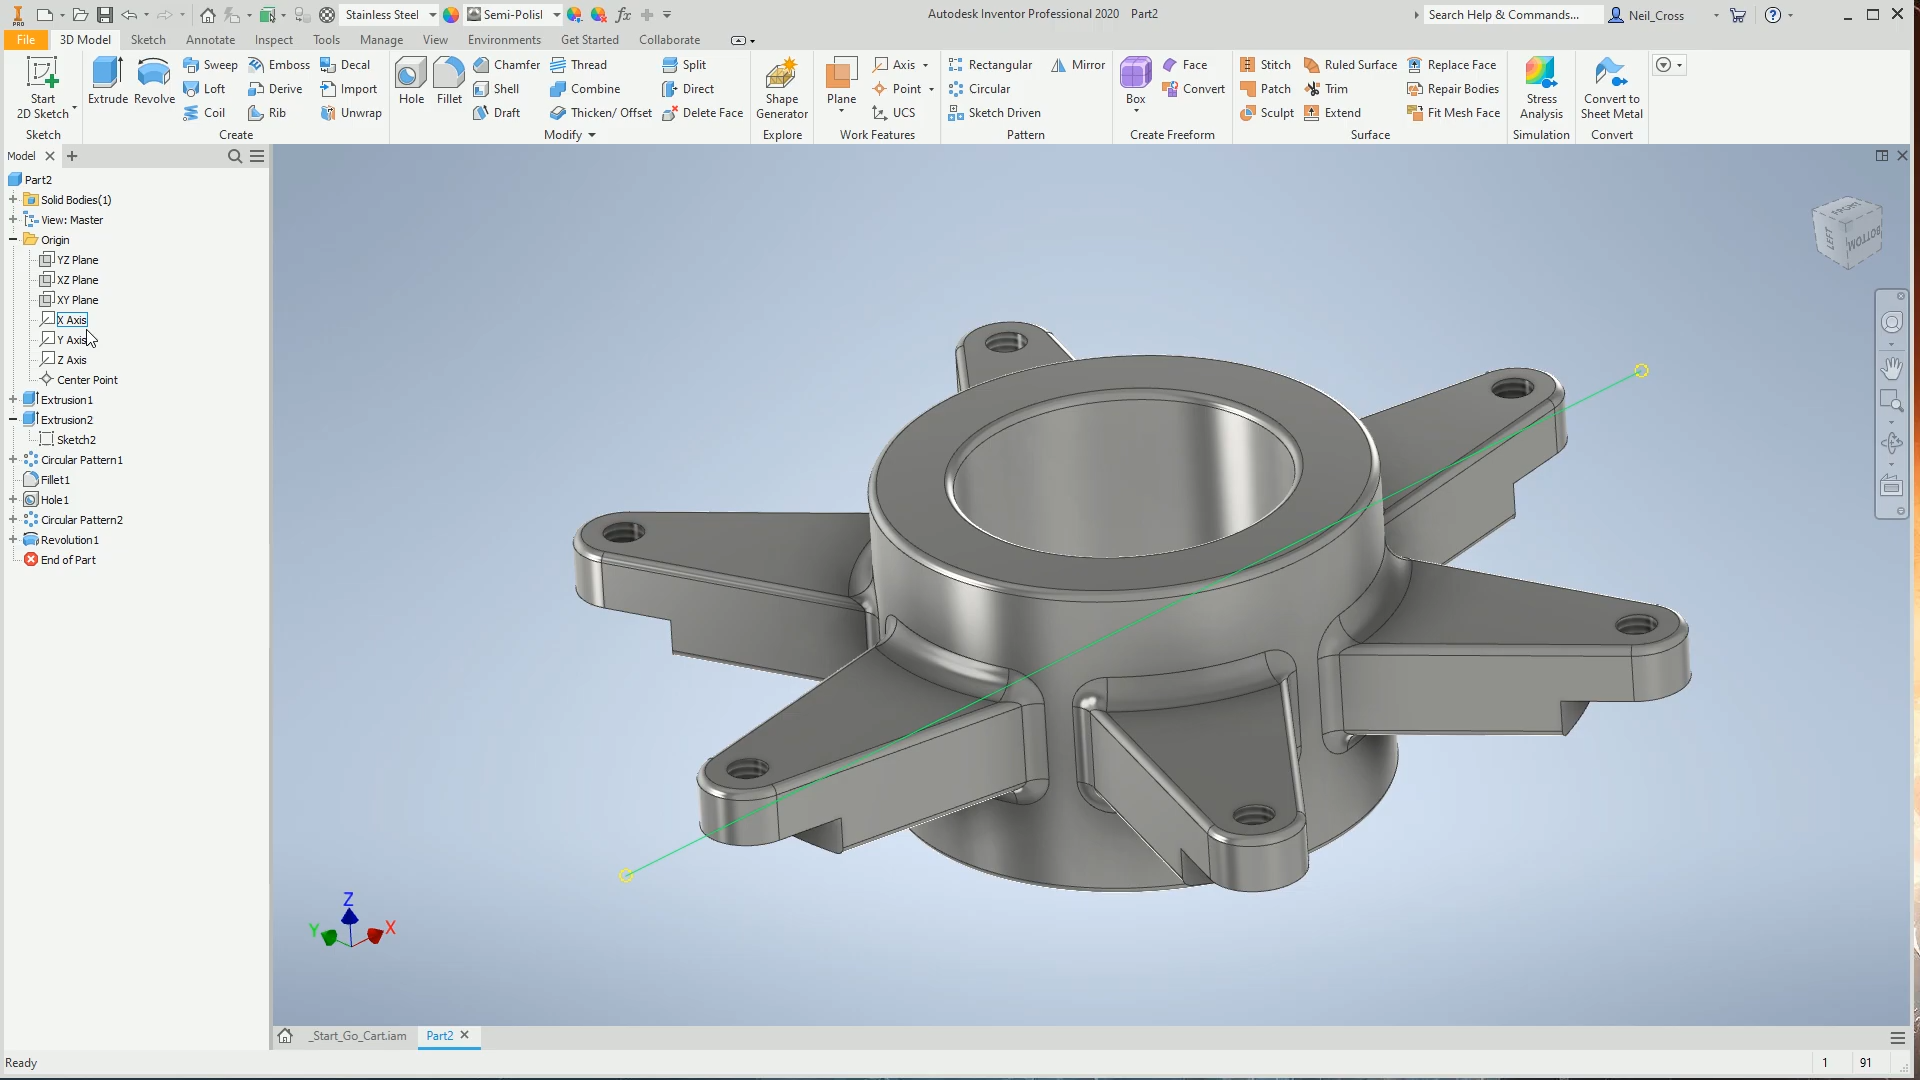 PRO Stainless Steel Semi-Polisl fx Autodesk Inventor Professional 2020 Part2 Search Help & Commands... Neil_Cross
File 3D Model Sketch Annotate Inspect Tools Manage View Environments Get Started Collaborate
Sweep Emboss Decal Chamfer Thread Split Axis Rectangular Mirror Face Stitch Ruled Surface Replace Face
Start Extrude Revolve Loft Derive Import Hole Fillet Shell Combine Direct Shape Plane Point Circular Box Convert Patch Trim Repair Bodies Stress Convert to
2D Sketch Coil Rib Unwrap Draft Thicken/ Offset Delete Face Generator UCS Sketch Driven Sculpt Extend Fit Mesh Face Analysis Sheet Metal
Sketch Create Modify Explore Work Features Pattern Create Freeform Surface Simulation Convert
Model
Part2
Solid Bodies(1)
View: Master
Origin
YZ Plane
XZ Plane
XY Plane
X Axis
Y Axis
Z Axis
Center Point
Extrusion1
Extrusion2
Sketch2
Circular Pattern1
Fillet1
Hole1
Circular Pattern2
Revolution1
End of Part
FRONT
LEFT
BOTTOM
Z
Y
X
_Start_Go_Cart.iam Part2
Ready 1 91